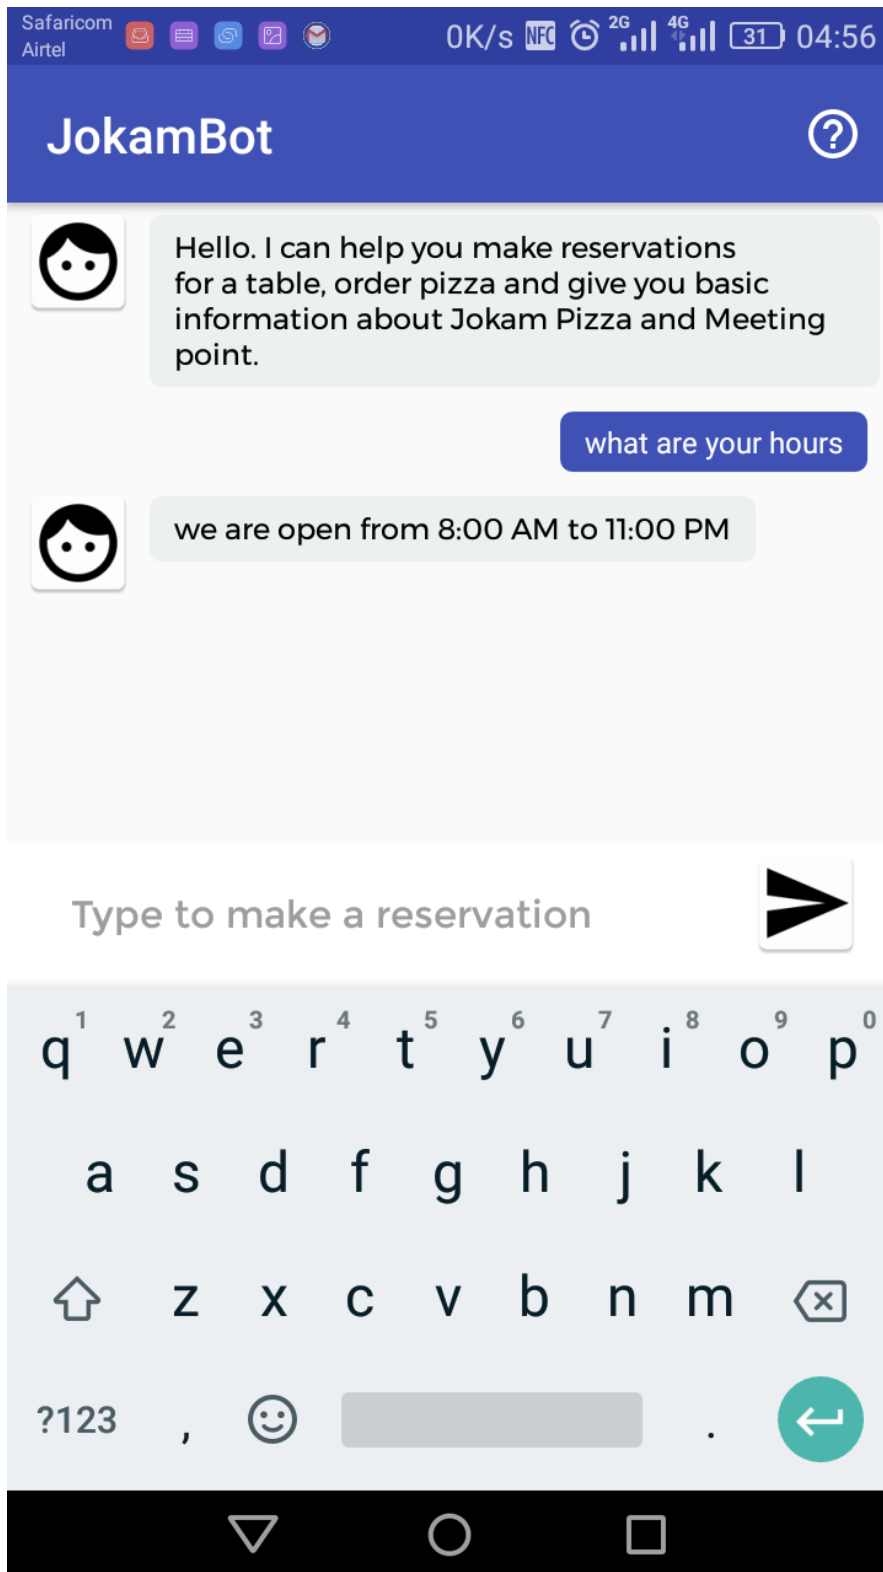 Safaricom
Airtel
0K/s NFC 2G 4G 31 04:56
JokamBot
Hello. I can help you make reservations
for a table, order pizza and give you basic
information about Jokam Pizza and Meeting
point.
what are your hours
we are open from 8:00 AM to 11:00 PM
Type to make a reservation
1 2 3 4 5 6 7 8 9 0
q w e r t y u i o p
a s d f g h j k l
z x c v b n m
?123 , .